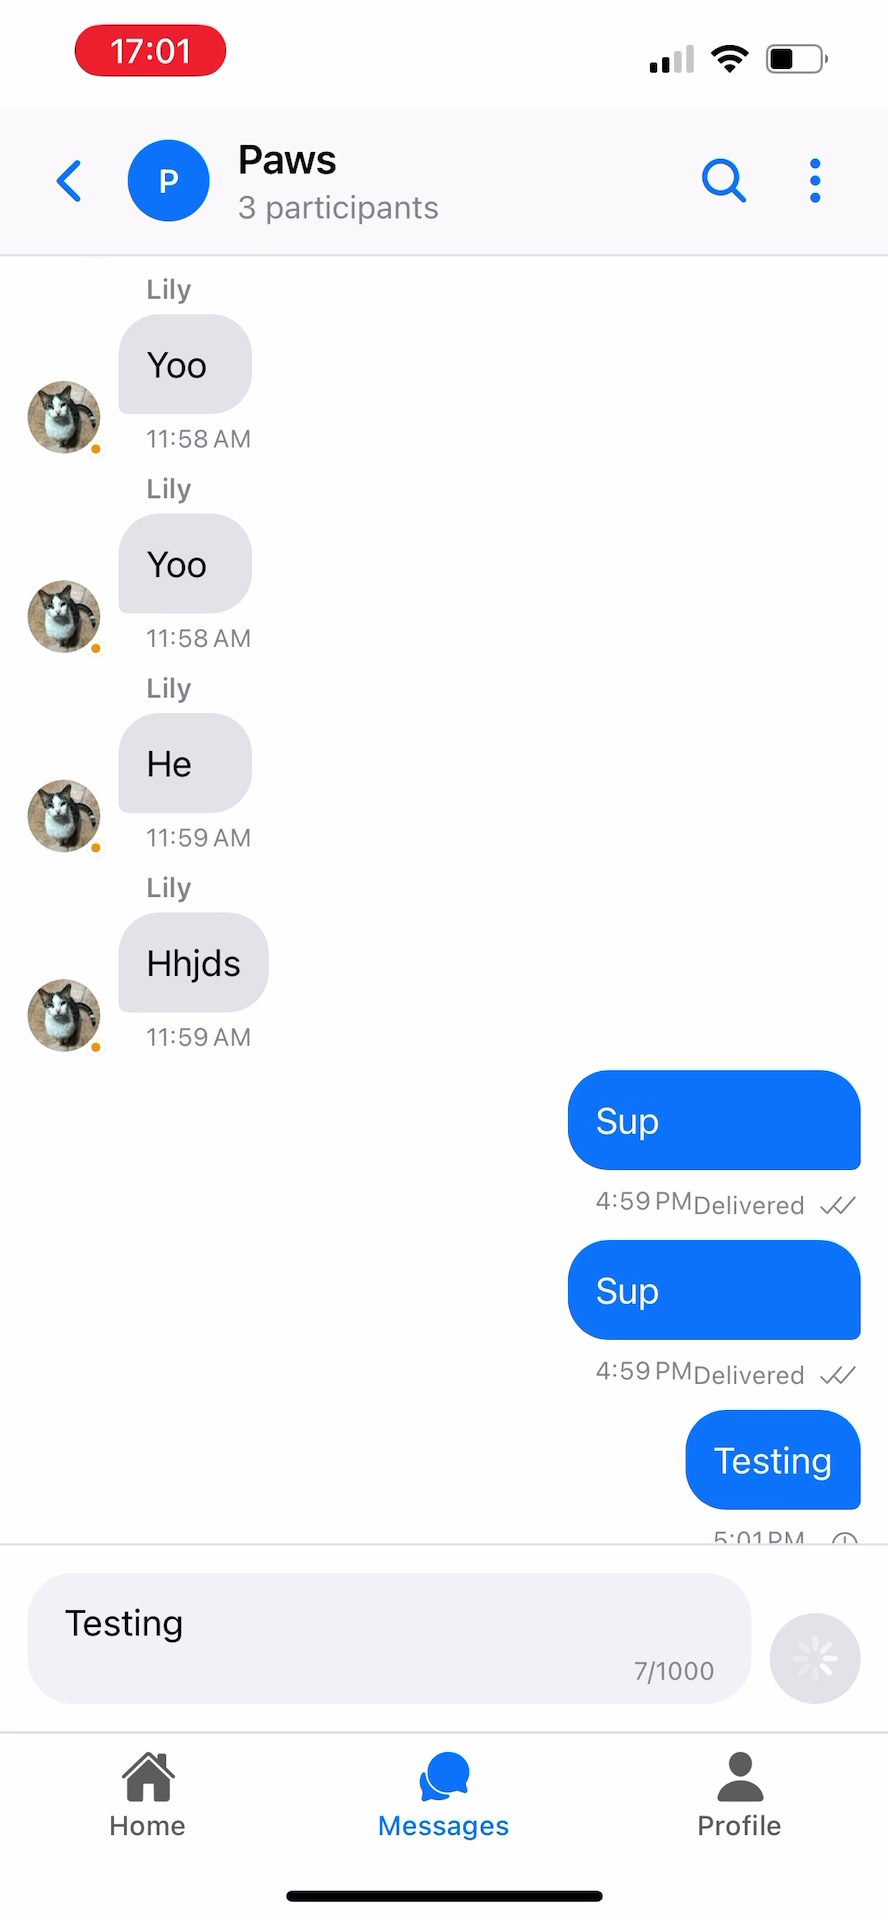 17:01
P
Paws
3 participants
Lily
Yoo
11:58 AM
Lily
Yoo
11:58 AM
Lily
He
11:59 AM
Lily
Hhjds
11:59 AM
Sup
4:59 PM Delivered
Sup
4:59 PM Delivered
Testing
5:01 PM
Testing
7/1000
Home Messages Profile